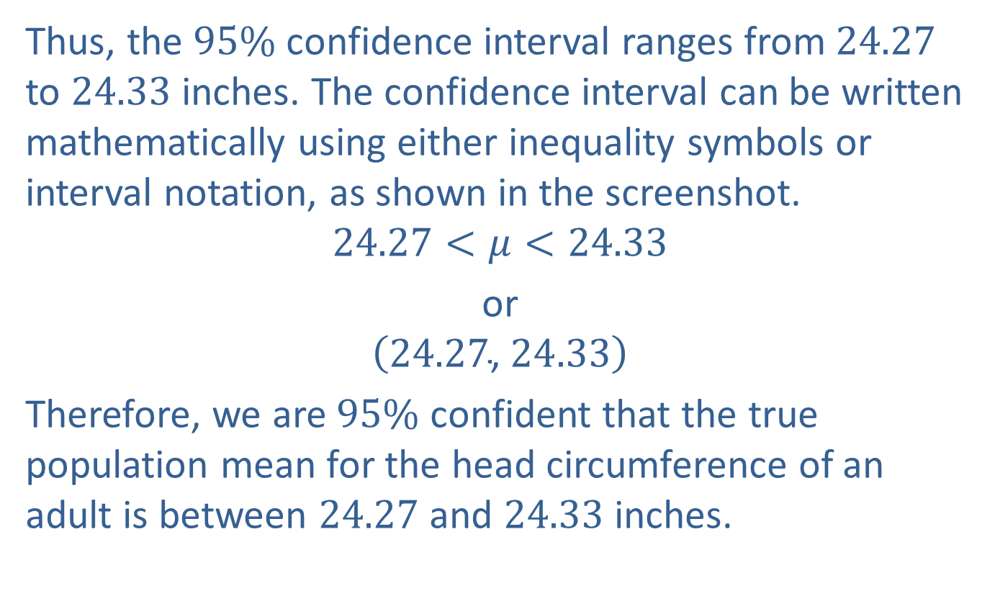 Thus, the 95% confidence interval ranges from 24.27
to 24.33 inches. The confidence interval can be written
mathematically using either inequality symbols or
interval notation, as shown in the screenshot.
24.27 < 𝜇 < 24.33
or
(24.27, 24.33)
Therefore, we are 95% confident that the true
population mean for the head circumference of an
adult is between 24.27 and 24.33 inches.